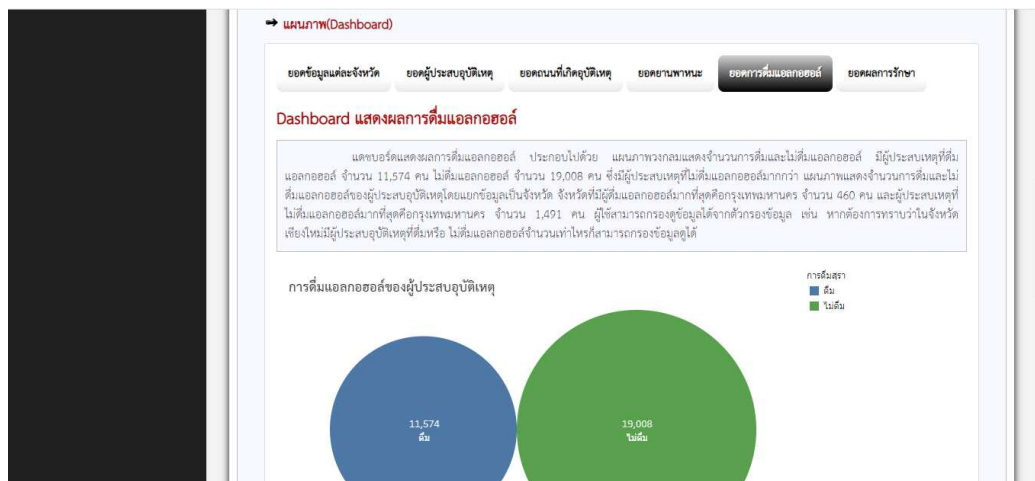 ➡ แผนภาพ(Dashboard)
ยอดข้อมูลแต่ละจังหวัด ยอดผู้ประสบอุบัติเหตุ ยอดถนนที่เกิดอุบัติเหตุ ยอดยานพาหนะ ยอดการดื่มแอลกอฮอล์ ยอดผลการรักษา
Dashboard แสดงผลการดื่มแอลกอฮอล์
แดชบอร์ดแสดงผลการดื่มแอลกอฮอล์ ประกอบไปด้วย แผนภาพวงกลมแสดงจำนวนการดื่มและไม่ดื่มแอลกอฮอล์ มีผู้ประสบเหตุที่ดื่ม
แอลกอฮอล์ จำนวน 11,574 คน ไม่ดื่มแอลกอฮอล์ จำนวน 19,008 คน ซึ่งมีผู้ประสบเหตุที่ไม่ดื่มแอลกอฮอล์มากกว่า แผนภาพแสดงจำนวนการดื่มและไม่
ดื่มแอลกอฮอล์ของผู้ประสบอุบัติเหตุโดยแยกข้อมูลเป็นจังหวัด จังหวัดที่มีผู้ดื่มแอลกอฮอล์มากที่สุดคือกรุงเทพมหานคร จำนวน 460 คน และผู้ประสบเหตุที่
ไม่ดื่มแอลกอฮอล์มากที่สุดคือกรุงเทพมหานคร จำนวน 1,491 คน ผู้ใช้สามารถกรองดูข้อมูลได้จากตัวกรองข้อมูล เช่น หากต้องการทราบว่าในจังหวัด
เชียงใหม่มีผู้ประสบอุบัติเหตุที่ดื่มหรือ ไม่ดื่มแอลกอฮอล์จำนวนเท่าไหร่ก็สามารถกรองข้อมูลดูได้
การดื่มแอลกอฮอล์ของผู้ประสบอุบัติเหตุ
การดื่มสุรา
ดื่ม
ไม่ดื่ม
11,574
ดื่ม
19,008
ไม่ดื่ม